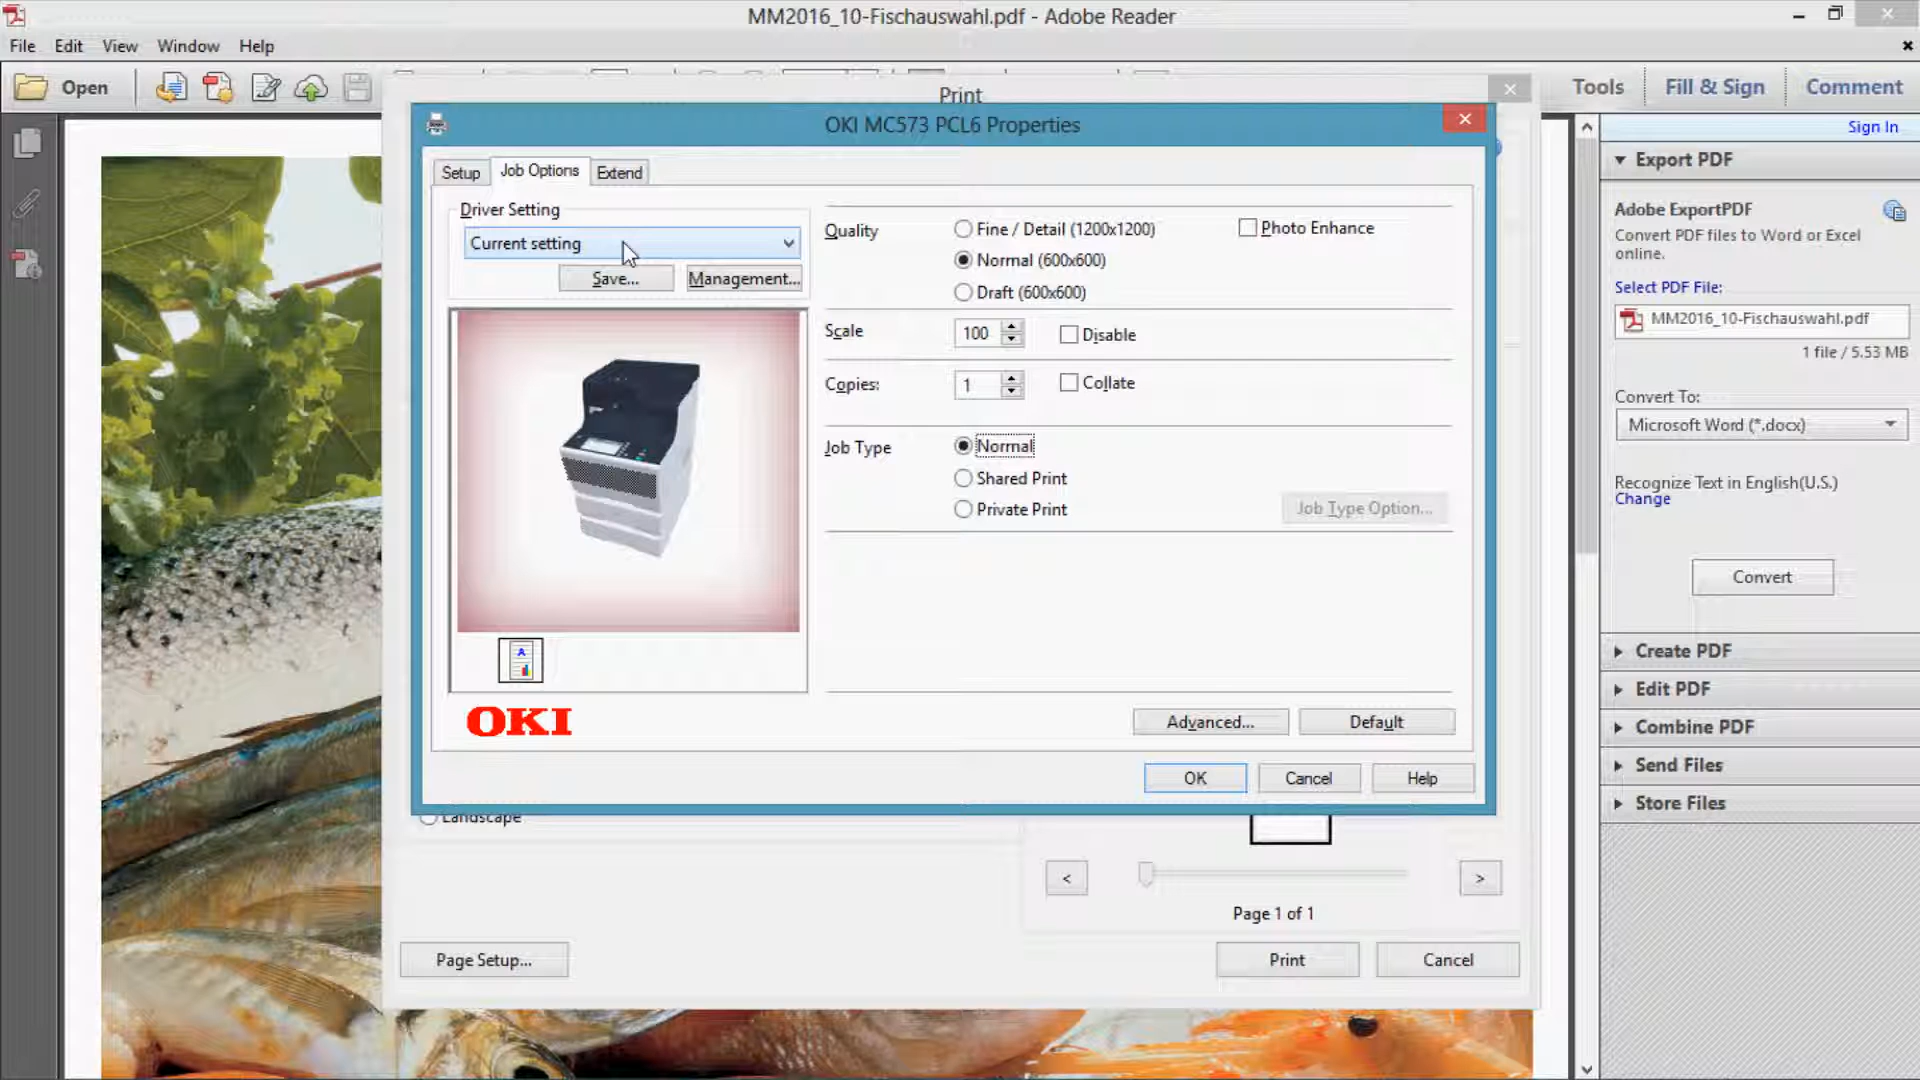 MM2016_10-Fischauswahl.pdf - Adobe Reader
File Edit View Window Help
Open
Tools Fill & Sign Comment
Print
OKI MC573 PCL6 Properties
Sign In
Setup Job Options Extend
Export PDF
Driver Setting
Current setting
Save... Management...
Quality
Fine / Detail (1200x1200)
Normal (600x600)
Draft (600x600)
Photo Enhance
Scale
100
Disable
Copies:
1
Collate
Job Type
Normal
Shared Print
Private Print
Job Type Option...
A
OKI
Advanced... Default
OK Cancel Help
Landscape
< >
Page 1 of 1
Page Setup...
Print Cancel
Adobe ExportPDF
Convert PDF files to Word or Excel
online.
Select PDF File:
MM2016_10-Fischauswahl.pdf
1 file / 5.53 MB
Convert To:
Microsoft Word (*.docx)
Recognize Text in English(U.S.)
Change
Convert
Create PDF
Edit PDF
Combine PDF
Send Files
Store Files